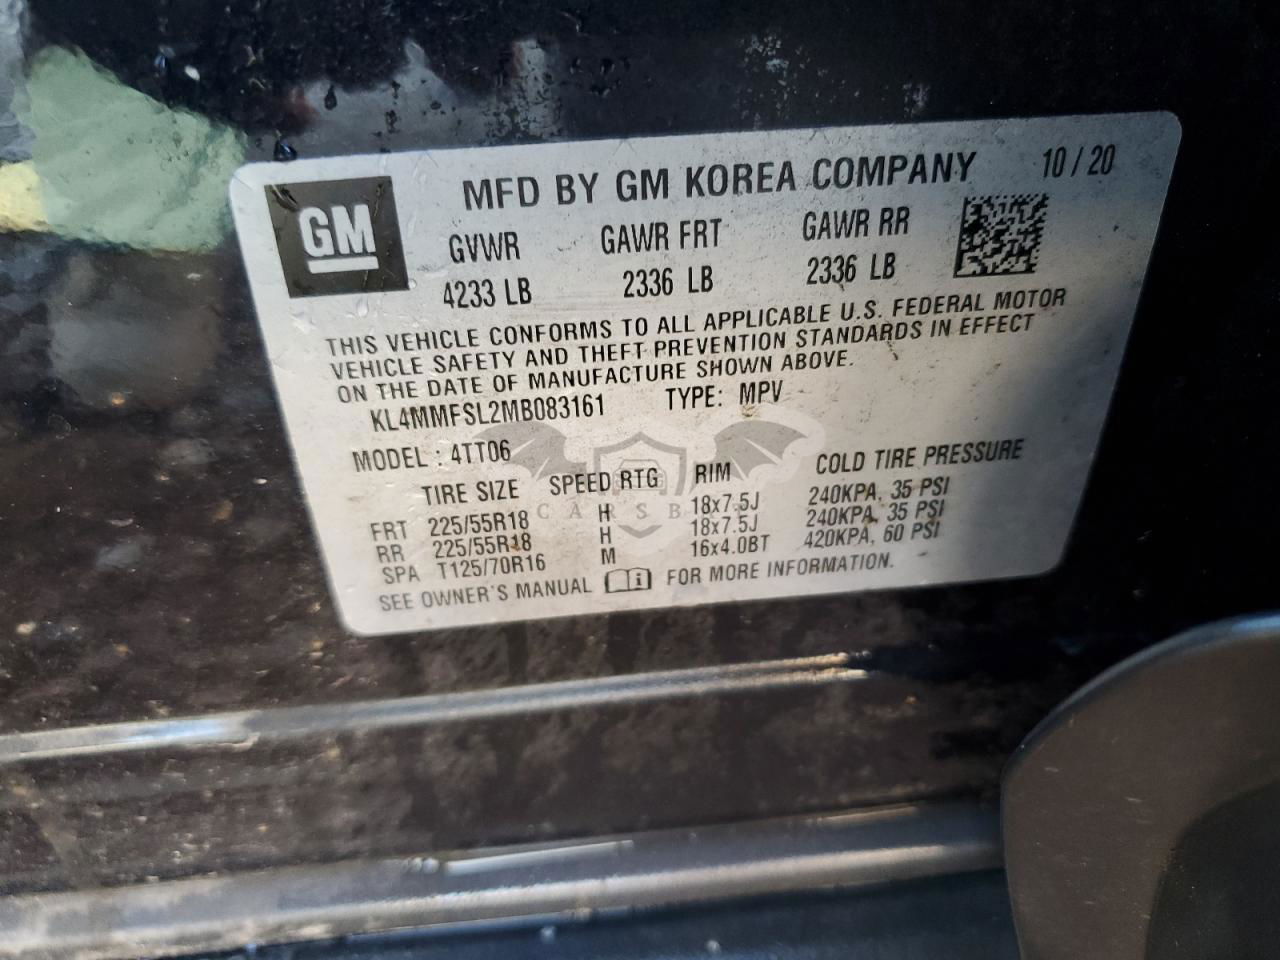 GM
MFD BY GM KOREA COMPANY 10 / 20
GVWR GAWR FRT GAWR RR
4233 LB 2336 LB 2336 LB
THIS VEHICLE CONFORMS TO ALL APPLICABLE U.S. FEDERAL MOTOR
VEHICLE SAFETY AND THEFT PREVENTION STANDARDS IN EFFECT
ON THE DATE OF MANUFACTURE SHOWN ABOVE.
KL4MMFSL2MB083161 TYPE: MPV
MODEL : 4TT06
TIRE SIZE SPEED RTG RIM COLD TIRE PRESSURE
FRT 225/55R18 H 18x7.5J 240KPA, 35 PSI
RR 225/55R18 H 18x7.5J 240KPA, 35 PSI
SPA T125/70R16 M 16x4.0BT 420KPA, 60 PSI
SEE OWNER'S MANUAL FOR MORE INFORMATION.